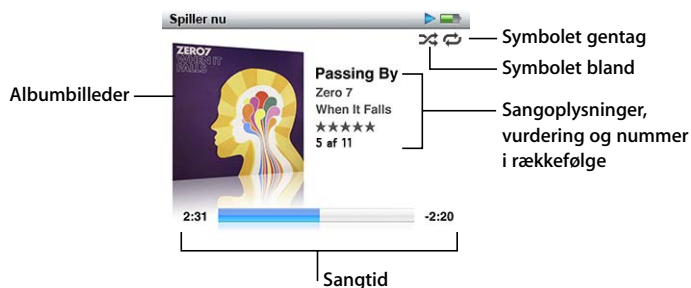 Spiller nu
Symbolet gentag
Symbolet bland
Albumbilleder
ZERO7
WHEN IT
FALLS
Passing By
Zero 7
When It Falls
★★★★★
5 af 11
Sangoplysninger,
vurdering og nummer
i rækkefølge
2:31
-2:20
Sangtid